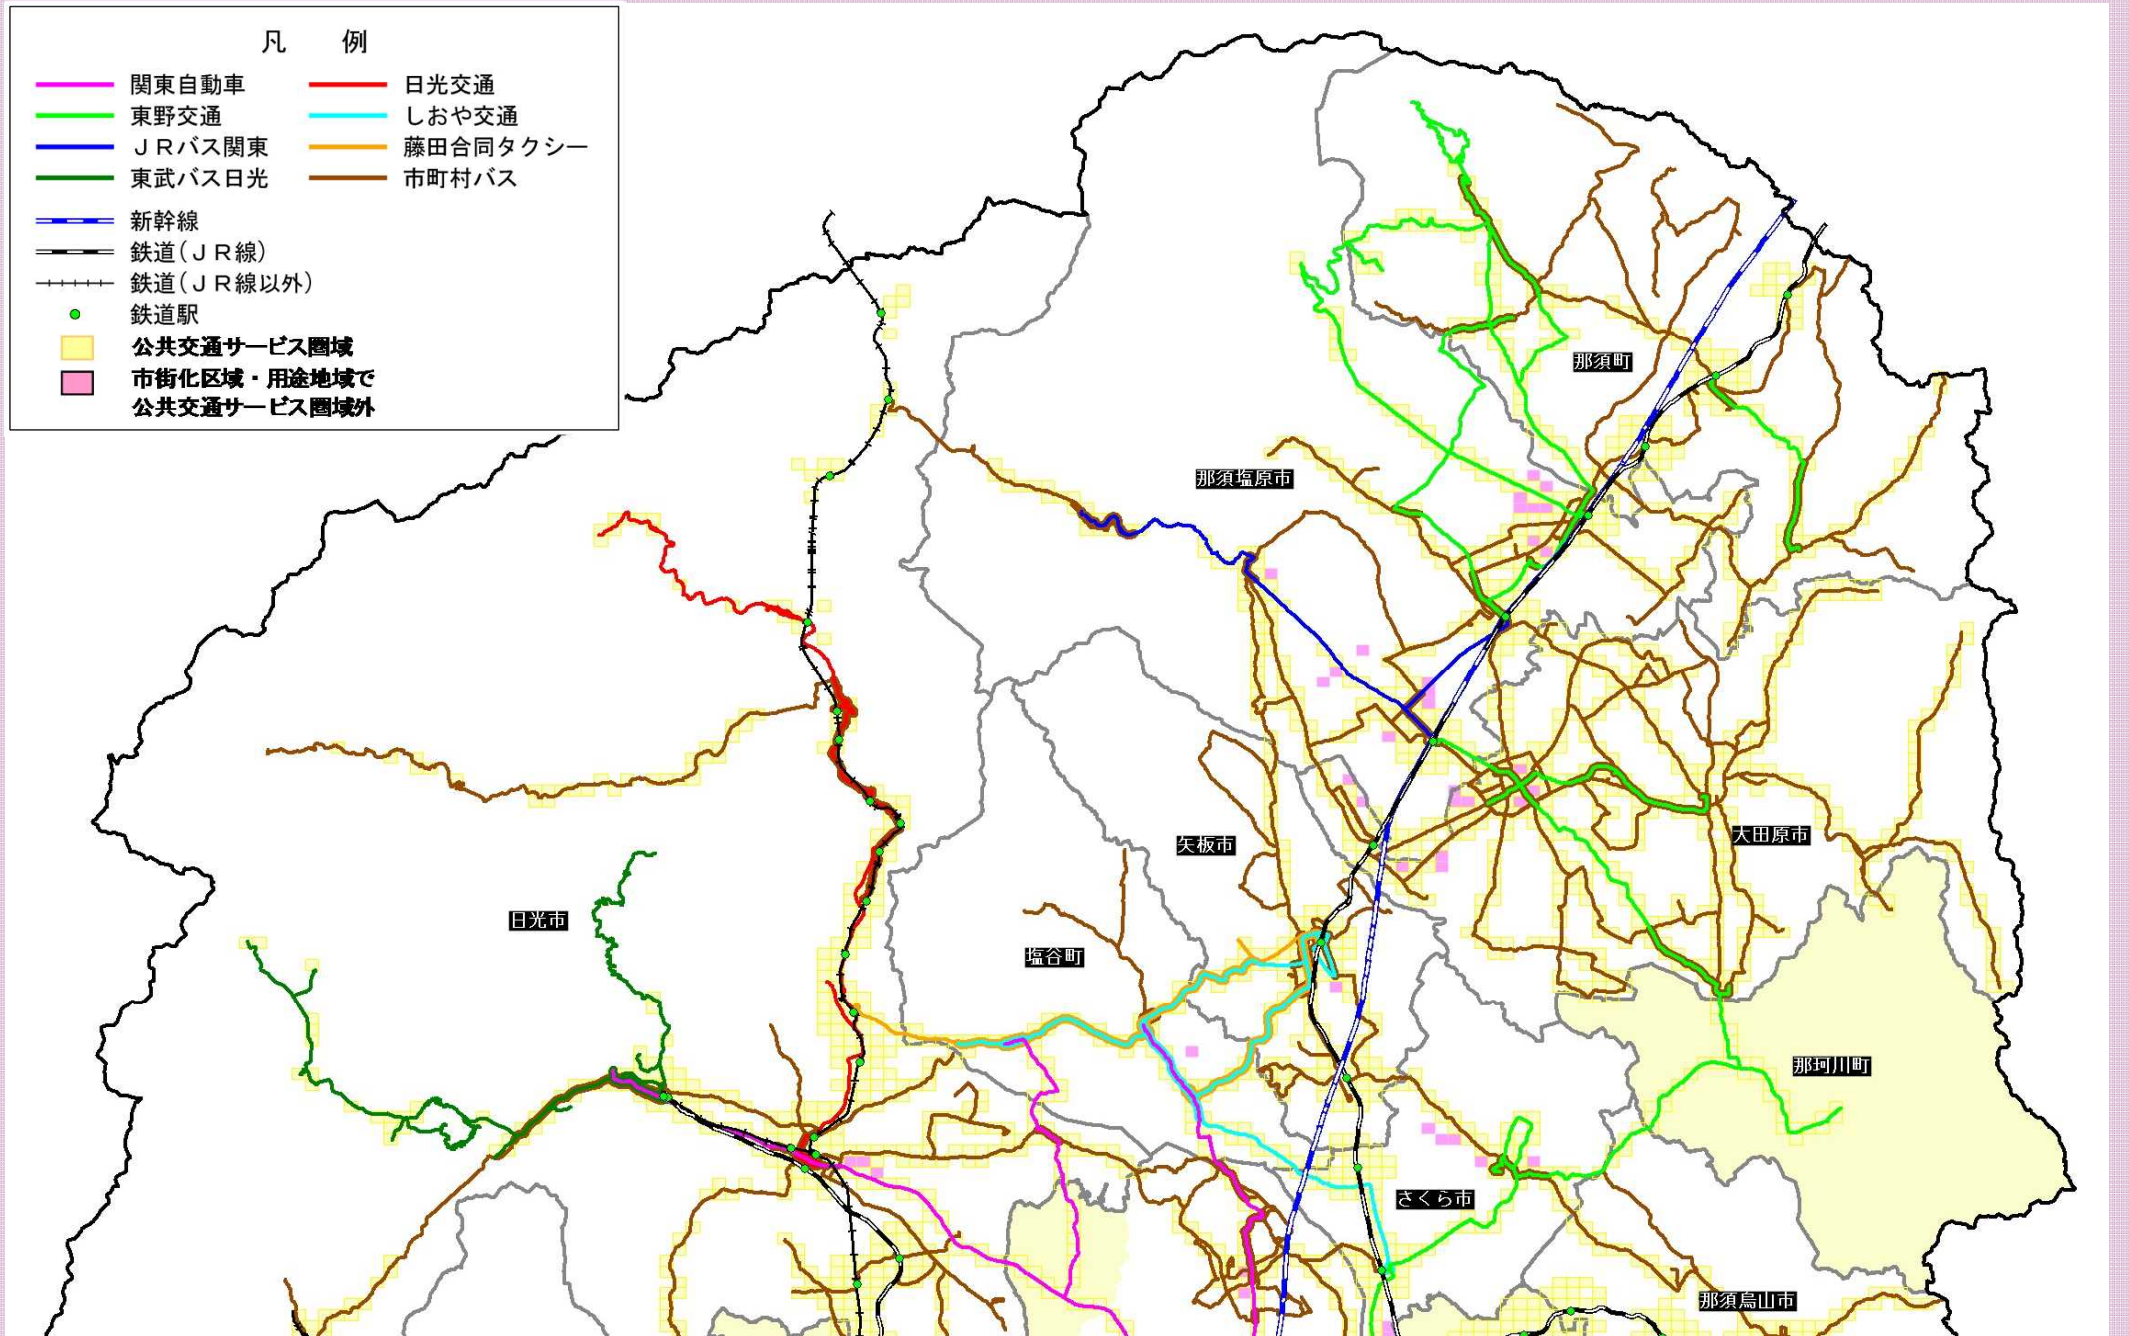 凡 例
関東自動車
東野交通
ＪＲバス関東
東武バス日光
日光交通
しおや交通
藤田合同タクシー
市町村バス
新幹線
鉄道(ＪＲ線)
鉄道(ＪＲ線以外)
鉄道駅
公共交通サービス圏域
市街化区域・用途地域で
公共交通サービス圏域外
那須町
那須塩原市
大田原市
矢板市
日光市
塩谷町
那珂川町
さくら市
那須烏山市